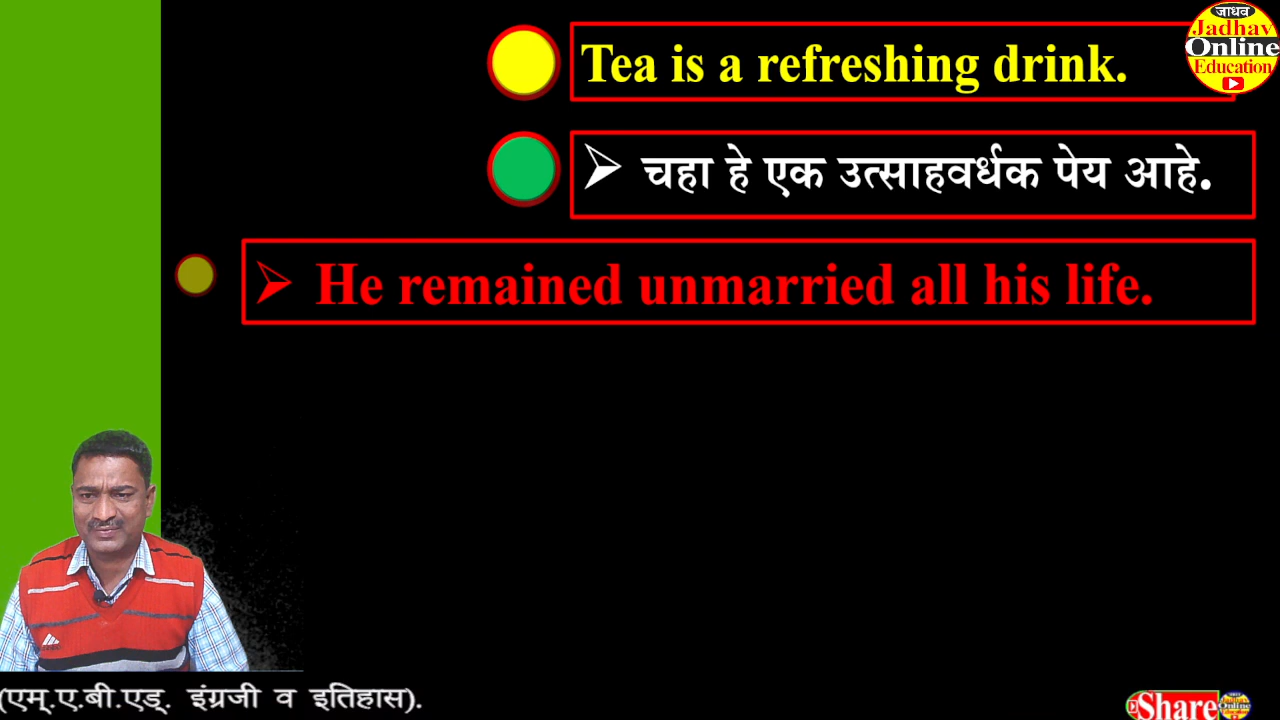 जाधव
Jadhav
Online
Education
Tea is a refreshing drink.
चहा हे एक उत्साहवर्धक पेय आहे.
He remained unmarried all his life.
(एम्.ए.बी.एड्. इंग्रजी व इतिहास).
Share
Online